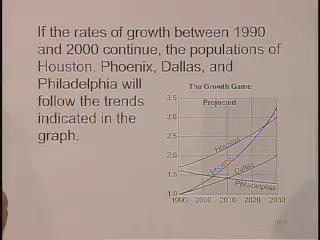 If the rates of growth between 1990
and 2000 continue, the populations of
Houston, Phoenix, Dallas, and
Philadelphia will
follow the trends
indicated in the
graph.
The Growth Game
Projected
3.5
3.0
2.5
2.0
1.5
1.0
Houston
Phoenix
Dallas
Philadelphia
1990 2000 2010 2020 2030